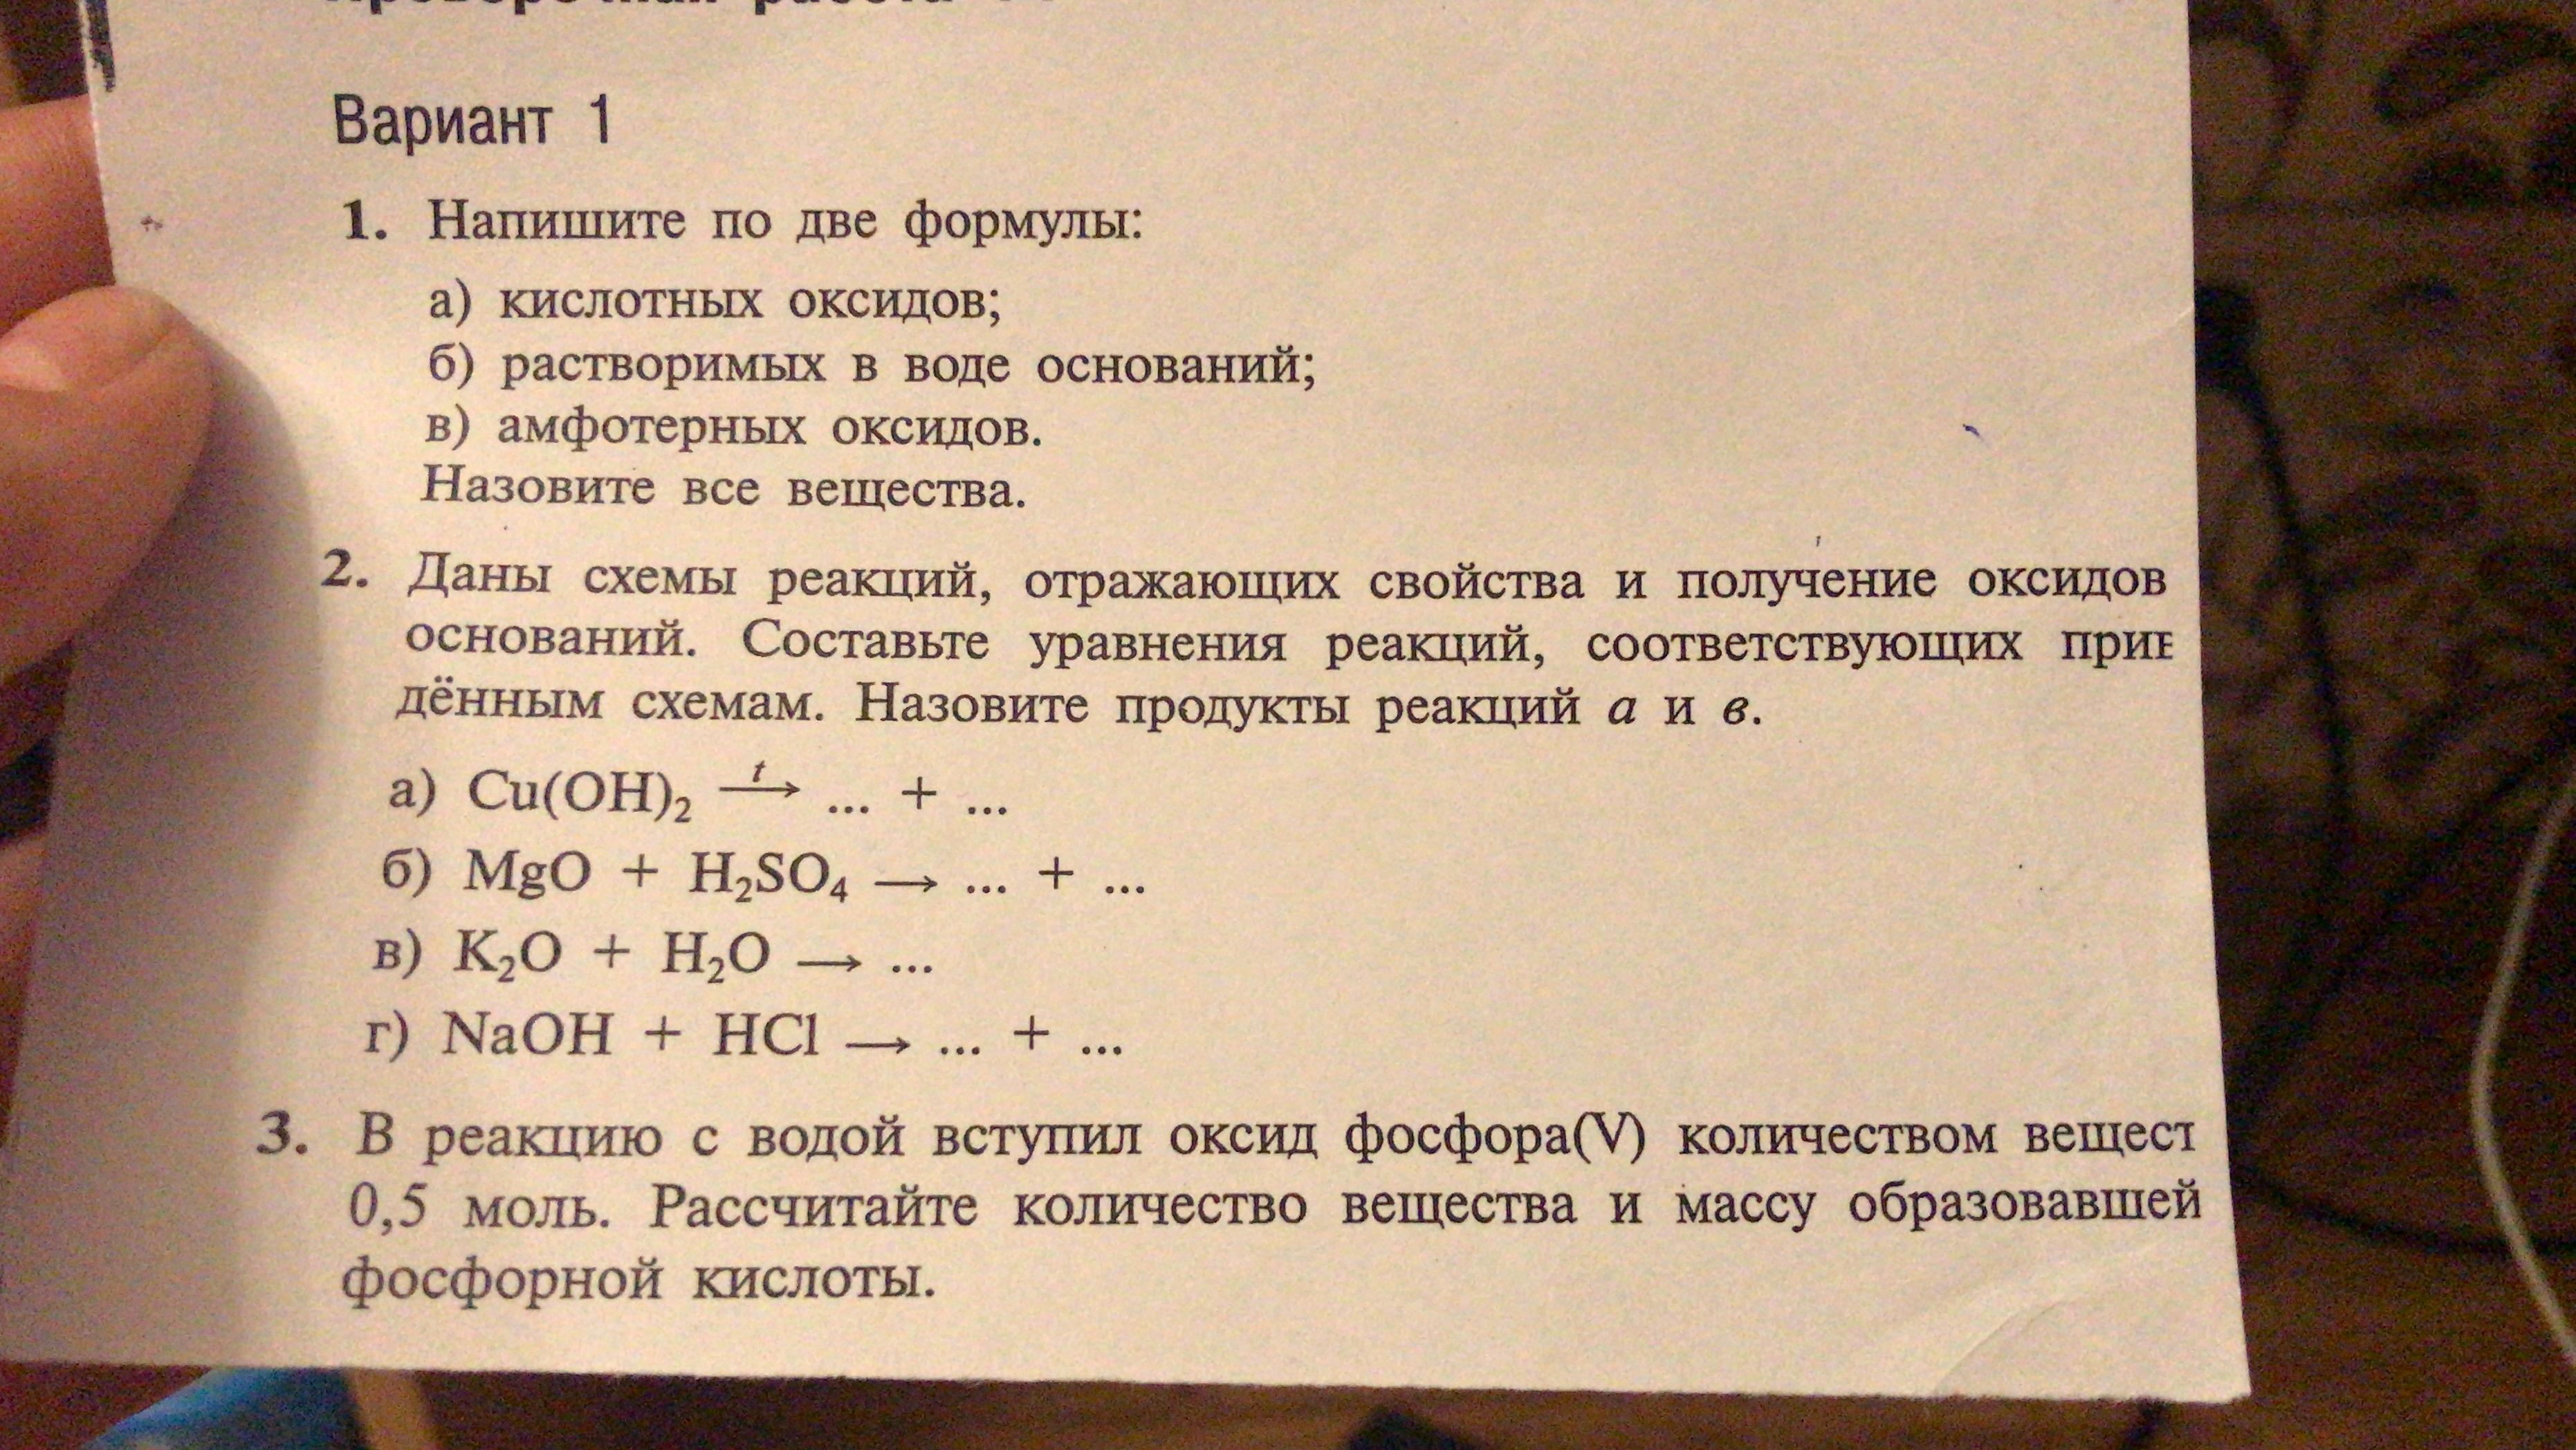 Вариант 1
1. Напишите по две формулы:
а) кислотных оксидов;
б) растворимых в воде оснований;
в) амфотерных оксидов.
Назовите все вещества.
2. Даны схемы реакций, отражающих свойства и получение оксидов
оснований. Составьте уравнения реакций, соответствующих прив
дённым схемам. Назовите продукты реакций а и в.
а) Cu(OH)₂ —t→ ... + ...
б) MgO + H₂SO₄ → ... + ...
в) K₂O + H₂O → ...
г) NaOH + HCl → ... + ...
3. В реакцию с водой вступил оксид фосфора(V) количеством вещест
0,5 моль. Рассчитайте количество вещества и массу образовавшей
фосфорной кислоты.